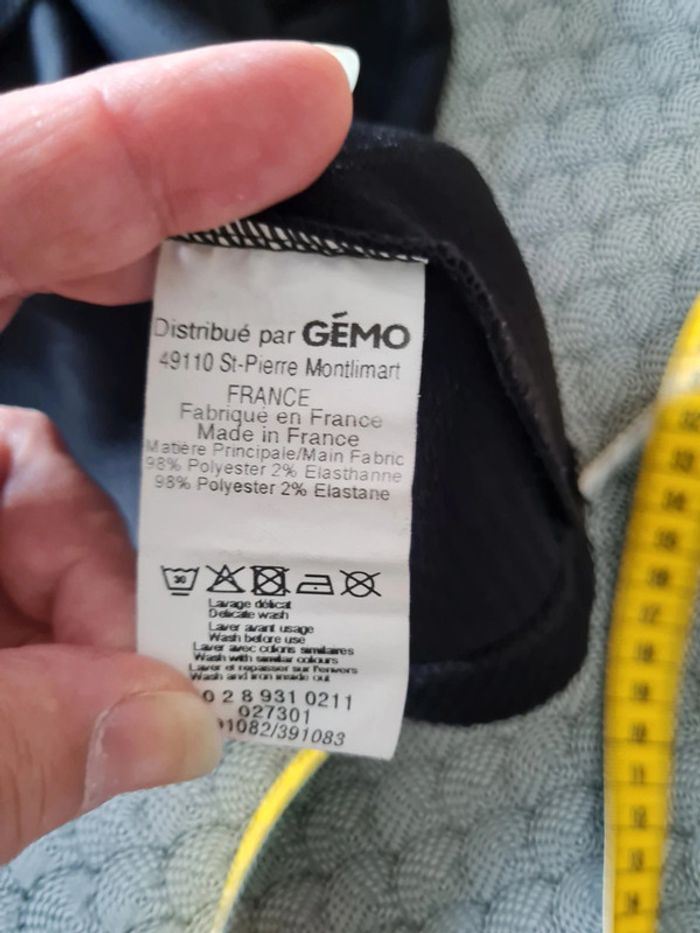 Distribué par GÉMO
49110 St-Pierre Montlimart
FRANCE
Fabriqué en France
Made in France
Matière Principale/Main Fabric
98% Polyester 2% Elasthanne
98% Polyester 2% Elastane
30
Lavage délicat
Delicate wash
Laver avant usage
Wash before use
Laver avec coloris similaires
Wash with similar colours
Laver et repasser sur l'envers
Wash and iron inside out
0 2 8 931 0211
027301
1082/391083